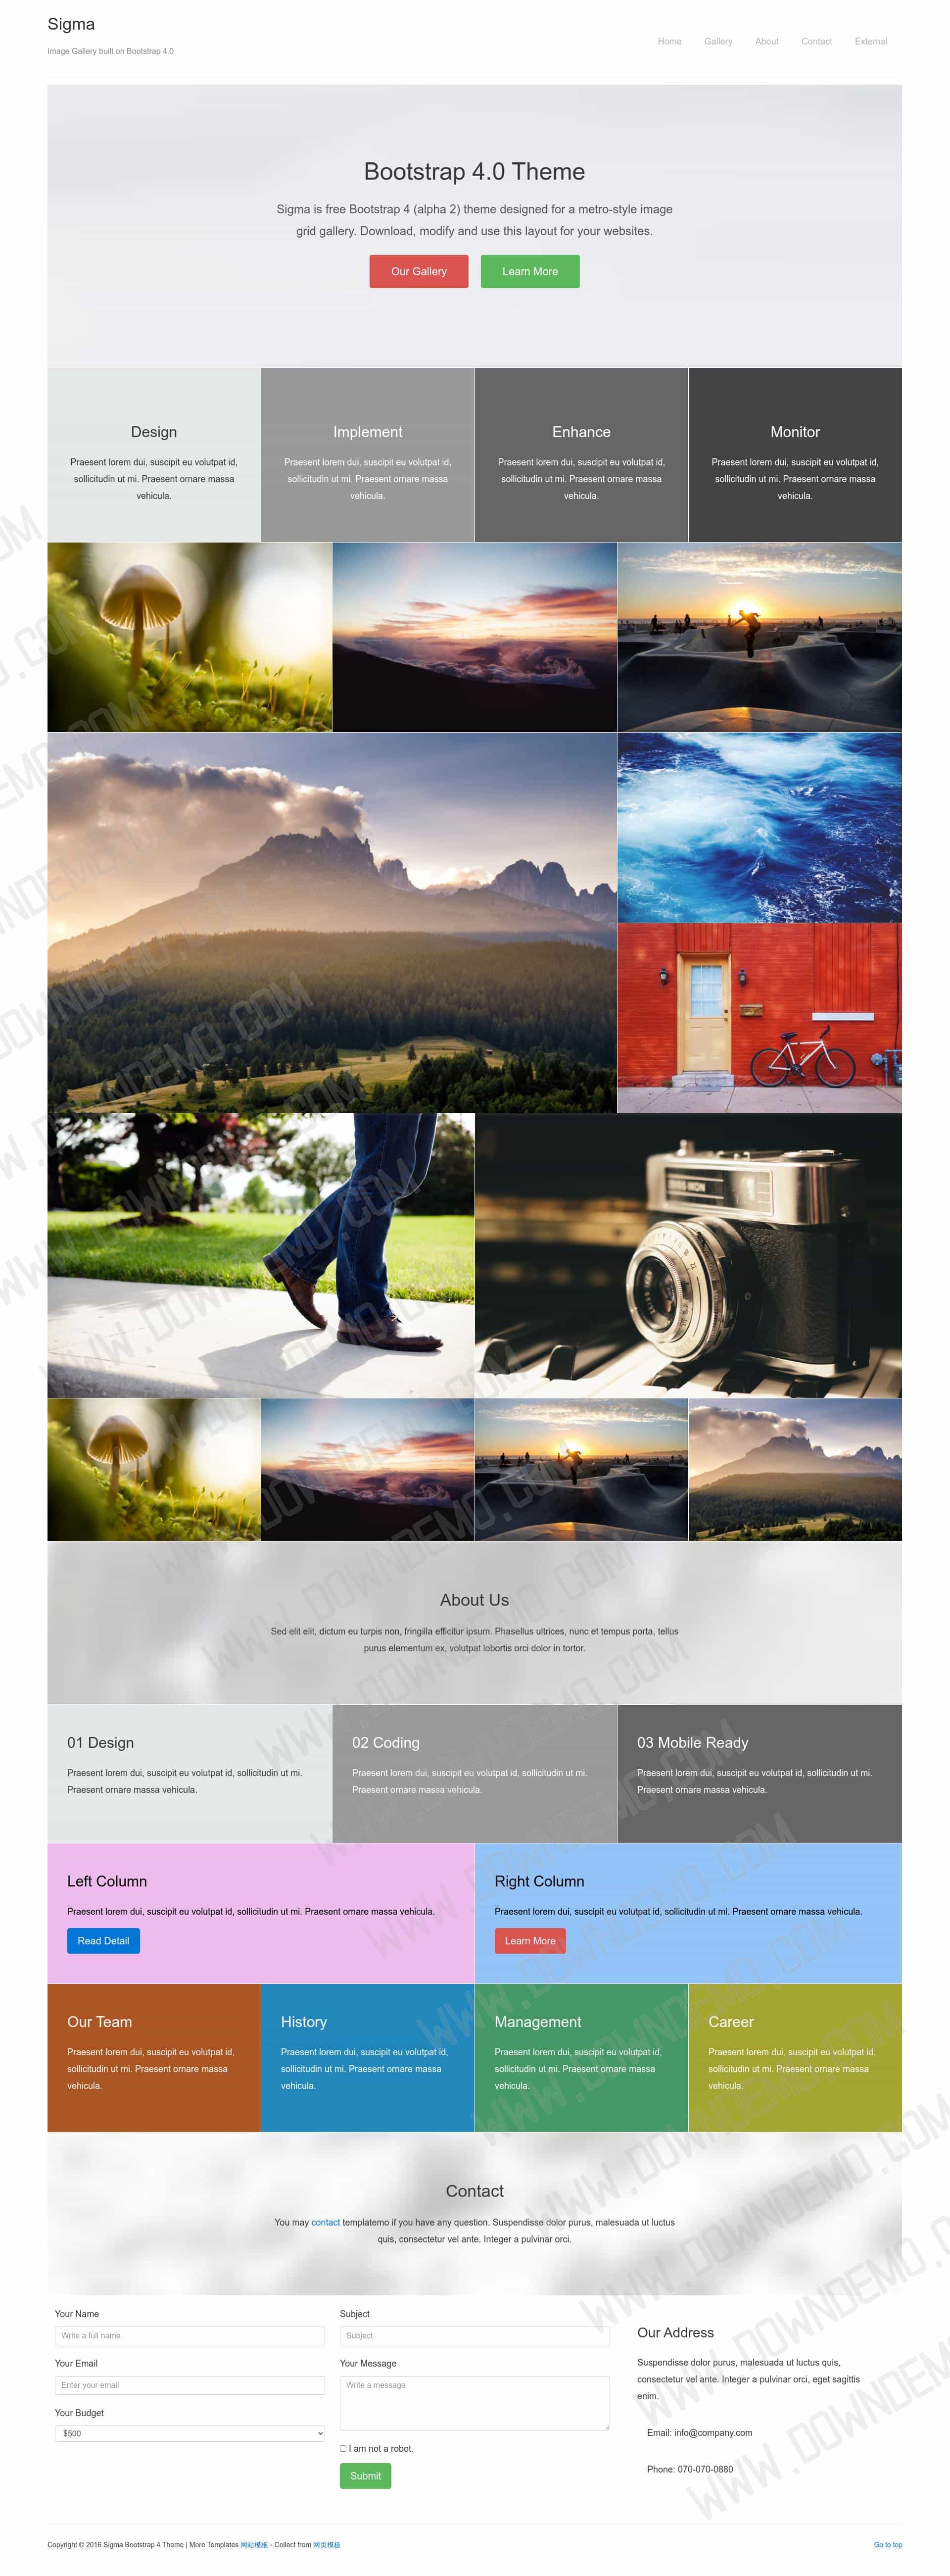 Sigma
Image Gallery built on Bootstrap 4.0
Home Gallery About Contact External
Bootstrap 4.0 Theme
Sigma is free Bootstrap 4 (alpha 2) theme designed for a metro-style image
grid gallery. Download, modify and use this layout for your websites.
Our Gallery Learn More
Design
Praesent lorem dui, suscipit eu volutpat id,
sollicitudin ut mi. Praesent ornare massa
vehicula.
Implement
Praesent lorem dui, suscipit eu volutpat id,
sollicitudin ut mi. Praesent ornare massa
vehicula.
Enhance
Praesent lorem dui, suscipit eu volutpat id,
sollicitudin ut mi. Praesent ornare massa
vehicula.
Monitor
Praesent lorem dui, suscipit eu volutpat id,
sollicitudin ut mi. Praesent ornare massa
vehicula.
About Us
Sed elit elit, dictum eu turpis non, fringilla efficitur ipsum. Phasellus ultrices, nunc et tempus porta, tellus
purus elementum ex, volutpat lobortis orci dolor in tortor.
01 Design
Praesent lorem dui, suscipit eu volutpat id, sollicitudin ut mi.
Praesent ornare massa vehicula.
02 Coding
Praesent lorem dui, suscipit eu volutpat id, sollicitudin ut mi.
Praesent ornare massa vehicula.
03 Mobile Ready
Praesent lorem dui, suscipit eu volutpat id, sollicitudin ut mi.
Praesent ornare massa vehicula.
Left Column
Praesent lorem dui, suscipit eu volutpat id, sollicitudin ut mi. Praesent ornare massa vehicula.
Read Detail
Right Column
Praesent lorem dui, suscipit eu volutpat id, sollicitudin ut mi. Praesent ornare massa vehicula.
Learn More
Our Team
Praesent lorem dui, suscipit eu volutpat id,
sollicitudin ut mi. Praesent ornare massa
vehicula.
History
Praesent lorem dui, suscipit eu volutpat id,
sollicitudin ut mi. Praesent ornare massa
vehicula.
Management
Praesent lorem dui, suscipit eu volutpat id,
sollicitudin ut mi. Praesent ornare massa
vehicula.
Career
Praesent lorem dui, suscipit eu volutpat id,
sollicitudin ut mi. Praesent ornare massa
vehicula.
Contact
You may contact templatemo if you have any question. Suspendisse dolor purus, malesuada ut luctus
quis, consectetur vel ante. Integer a pulvinar orci.
Your Name
Write a full name
Your Email
Enter your email
Your Budget
$500
Subject
Subject
Your Message
Write a message
I am not a robot.
Submit
Our Address
Suspendisse dolor purus, malesuada ut luctus quis,
consectetur vel ante. Integer a pulvinar orci, eget sagittis
enim.
Email: info@company.com
Phone: 070-070-0880
Copyright © 2016 Sigma Bootstrap 4 Theme | More Templates 网站模板 - Collect from 网页模板
Go to top
WWW.DOWNDEMO.COM